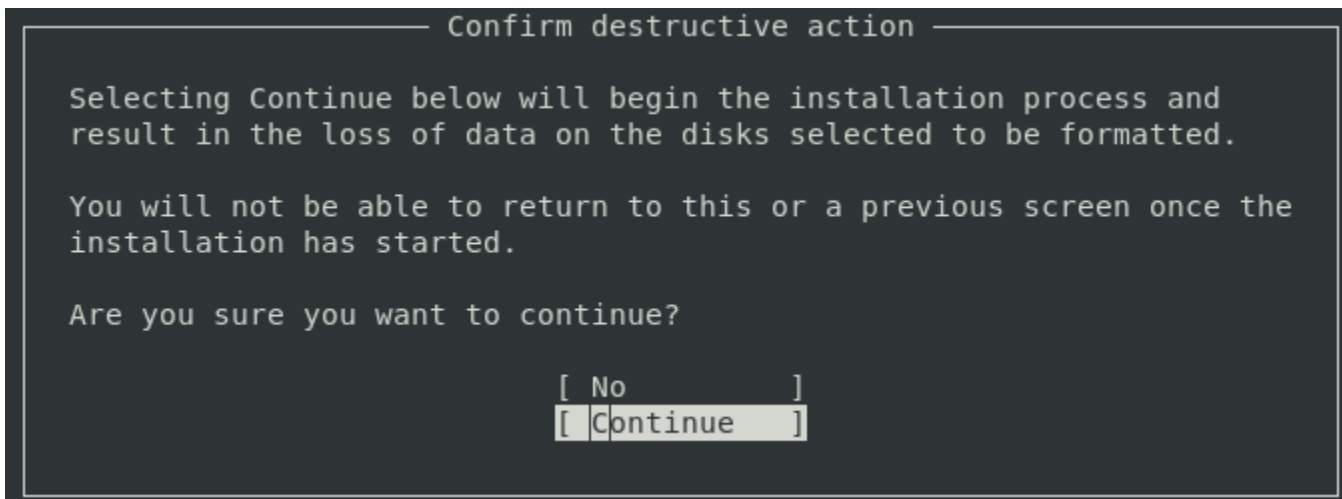 Confirm destructive action
Selecting Continue below will begin the installation process and
result in the loss of data on the disks selected to be formatted.
You will not be able to return to this or a previous screen once the
installation has started.
Are you sure you want to continue?
[ No ]
[ Continue ]